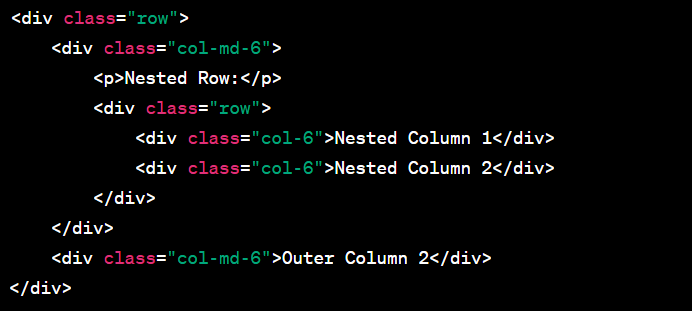 <div class="row">
    <div class="col-md-6">
        <p>Nested Row:</p>
        <div class="row">
            <div class="col-6">Nested Column 1</div>
            <div class="col-6">Nested Column 2</div>
        </div>
    </div>
    <div class="col-md-6">Outer Column 2</div>
</div>